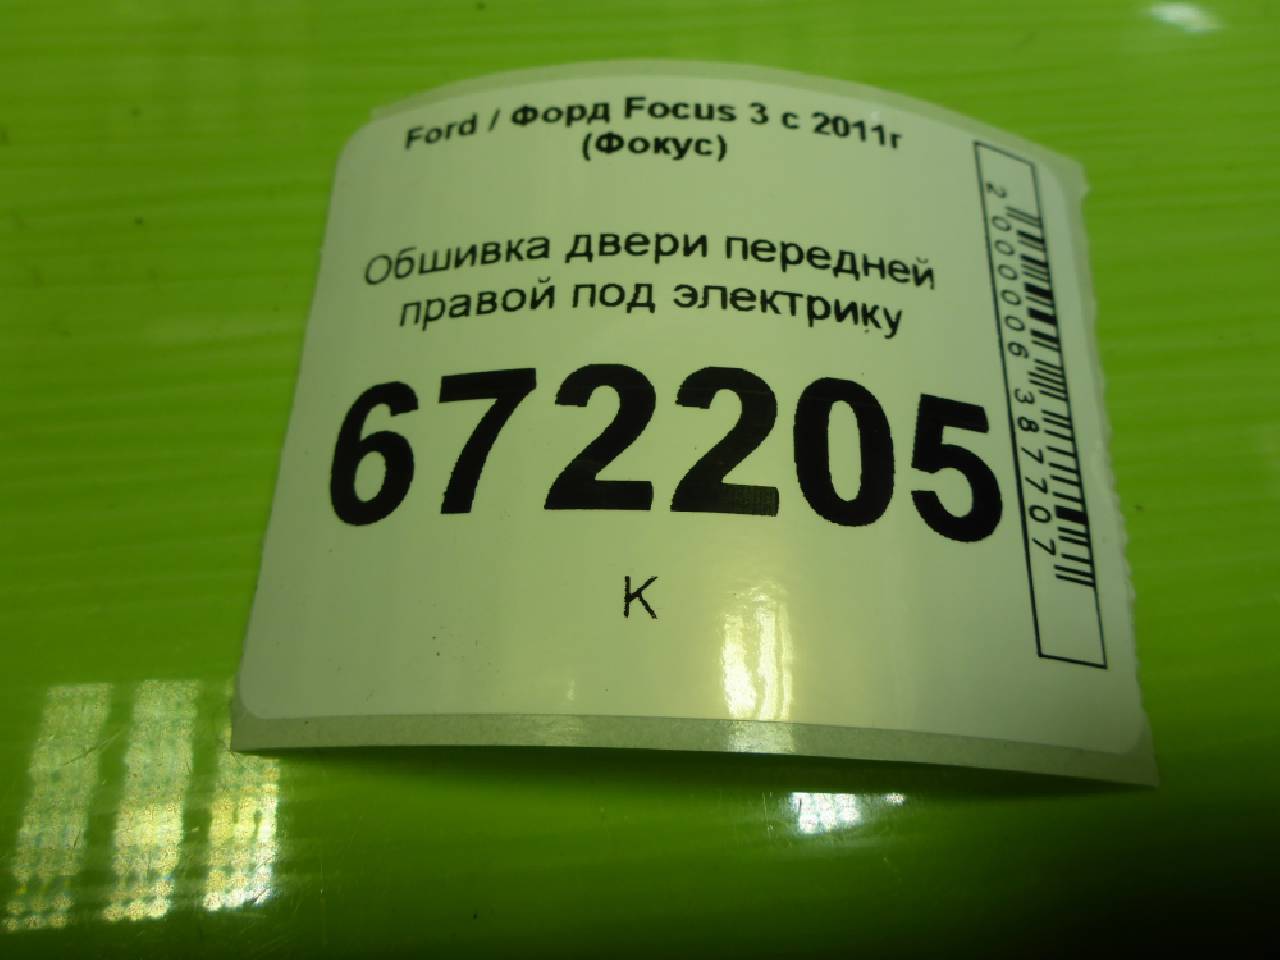 Ford / Форд Focus 3 с 2011г
(Фокус)
Обшивка двери передней
правой под электрику
672205
К
2000006387707